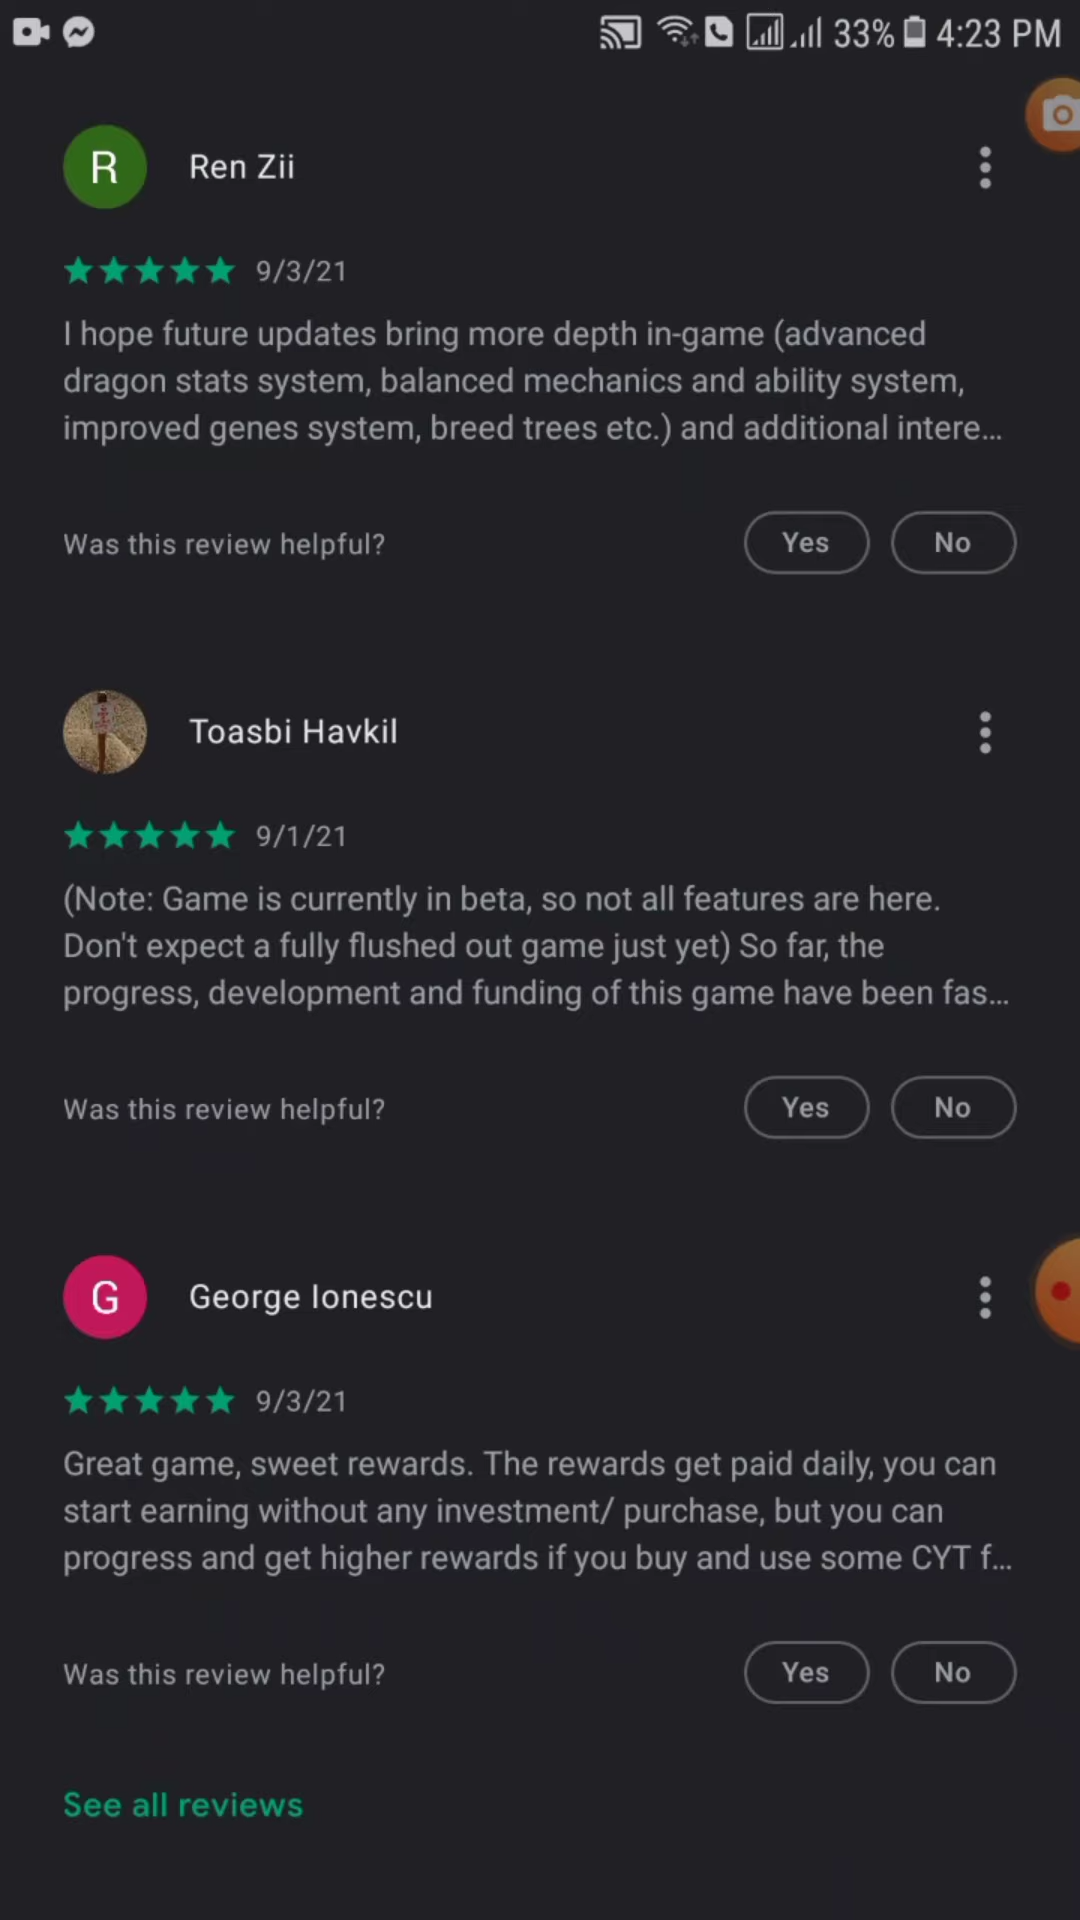 33% 4:23 PM
R Ren Zii
9/3/21
I hope future updates bring more depth in-game (advanced
dragon stats system, balanced mechanics and ability system,
improved genes system, breed trees etc.) and additional intere...
Was this review helpful? Yes No
Toasbi Havkil
9/1/21
(Note: Game is currently in beta, so not all features are here.
Don't expect a fully flushed out game just yet) So far, the
progress, development and funding of this game have been fas...
Was this review helpful? Yes No
G George Ionescu
9/3/21
Great game, sweet rewards. The rewards get paid daily, you can
start earning without any investment/ purchase, but you can
progress and get higher rewards if you buy and use some CYT f...
Was this review helpful? Yes No
See all reviews